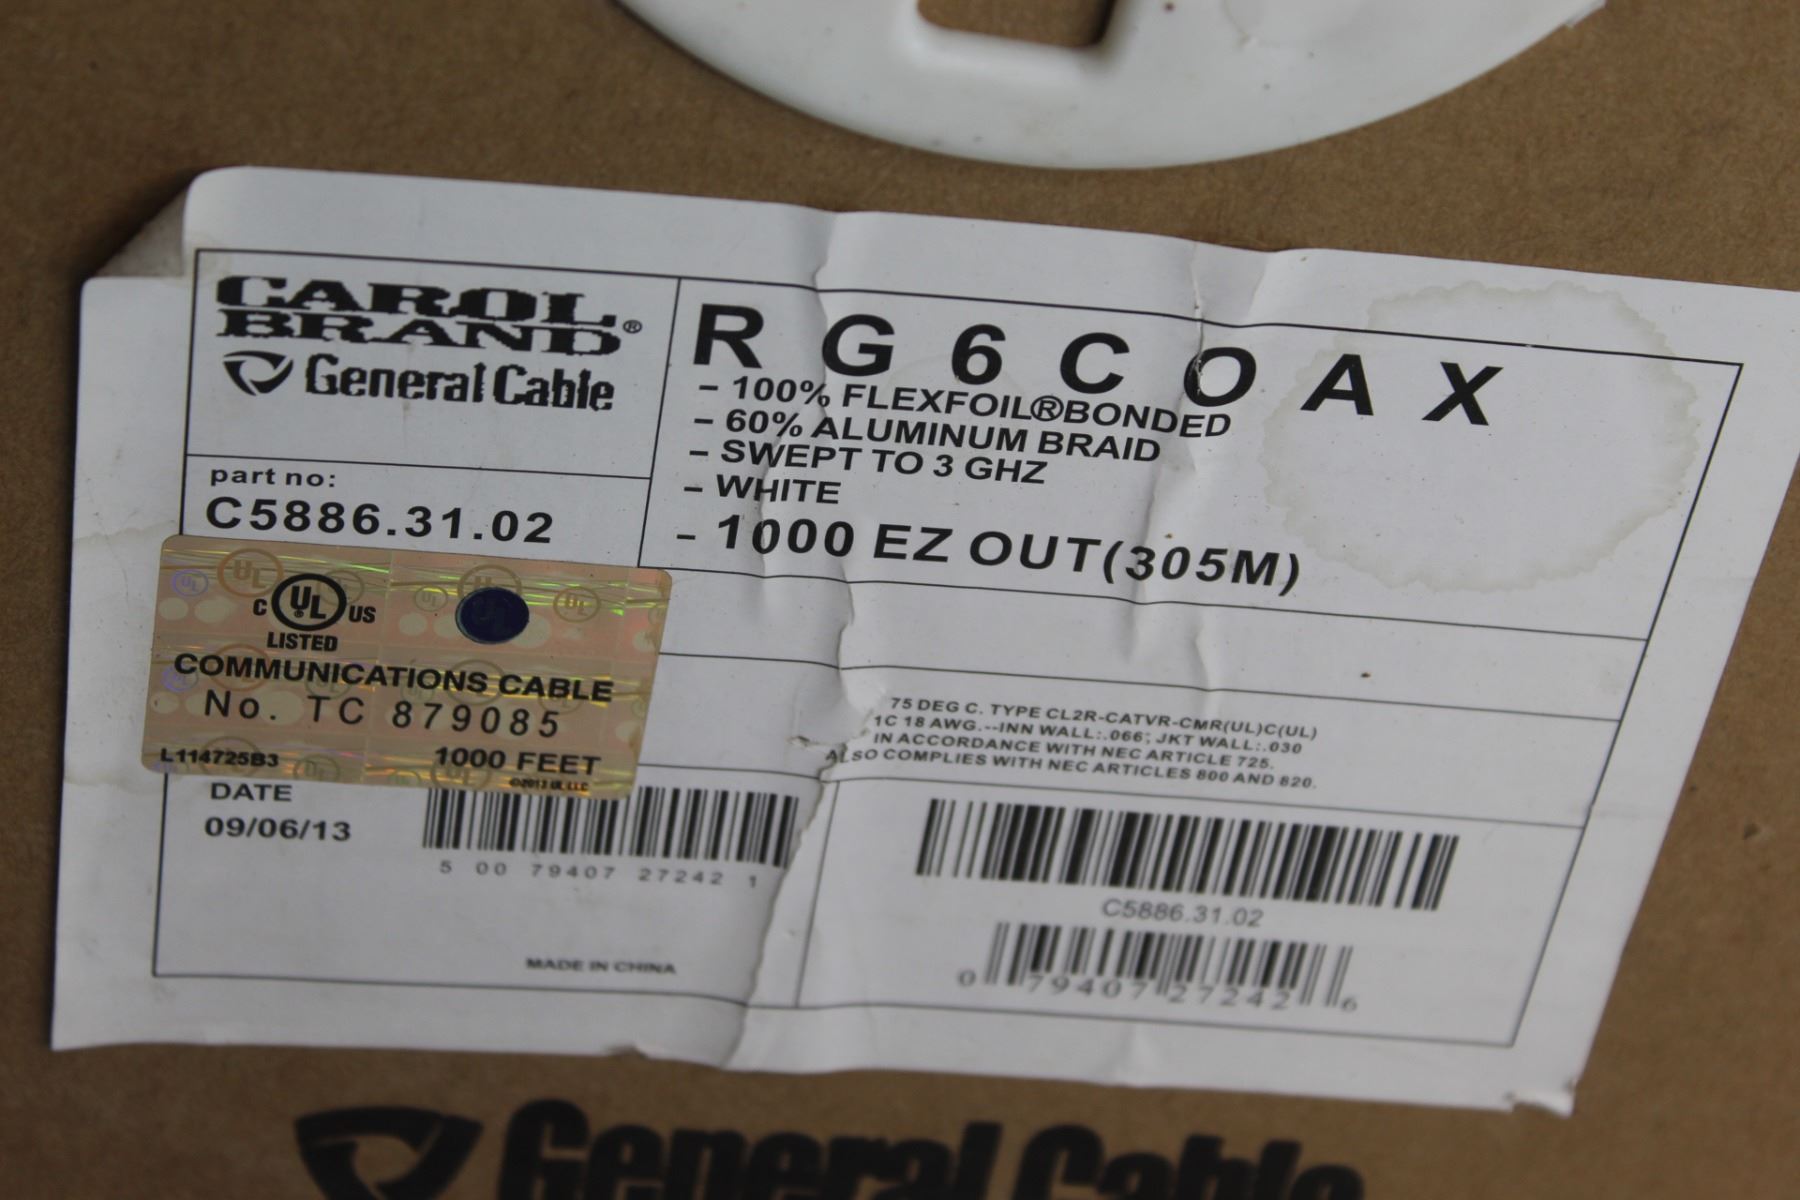 CAROL
BRAND®
General Cable
RG6COAX
- 100% FLEXFOIL®BONDED
- 60% ALUMINUM BRAID
- SWEPT TO 3 GHZ
- WHITE
- 1000 EZ OUT(305M)
part no:
C5886.31.02
UL
C UL US
LISTED
COMMUNICATIONS CABLE
No. TC 879085
L114725B3 1000 FEET
©2013 UL LLC
75 DEG C. TYPE CL2R-CATVR-CMR(UL)C(UL)
1C 18 AWG.--INN WALL:.066; JKT WALL:.030
IN ACCORDANCE WITH NEC ARTICLE 725.
ALSO COMPLIES WITH NEC ARTICLES 800 AND 820.
DATE
09/06/13
5 00 79407 27242 1
C5886.31.02
0 79407 27242 6
MADE IN CHINA
General Cable